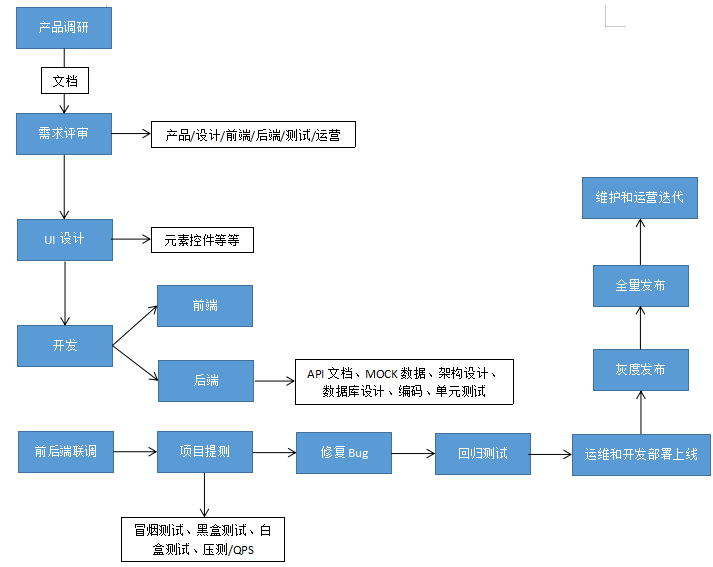 产品调研
文档
需求评审
产品/设计/前端/后端/测试/运营
UI 设计
元素控件等等
开发
前端
后端
API 文档、MOCK 数据、架构设计、
数据库设计、编码、单元测试
前后端联调
项目提测
修复 Bug
回归测试
运维和开发部署上线
冒烟测试、黑盒测试、白
盒测试、压测/QPS
灰度发布
全量发布
维护和运营迭代